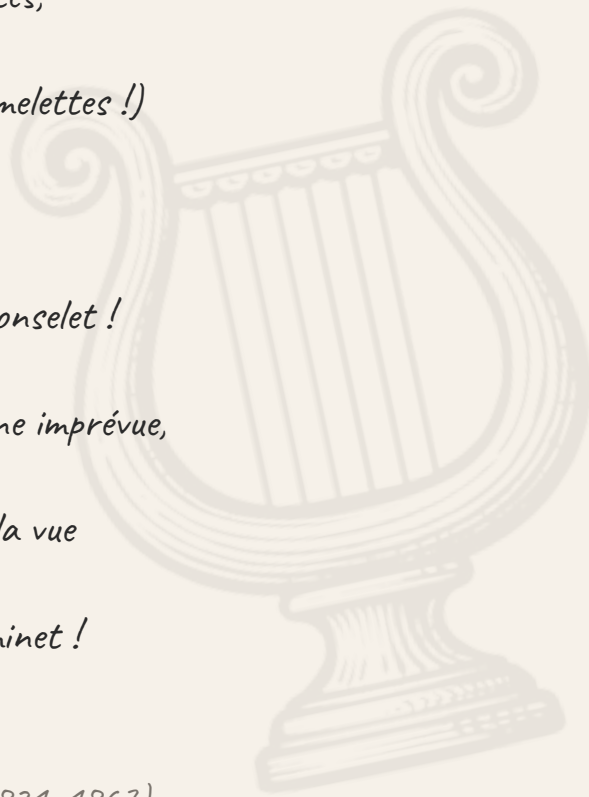 melettes !)
onselet !
ne imprévue,
la vue
inet !